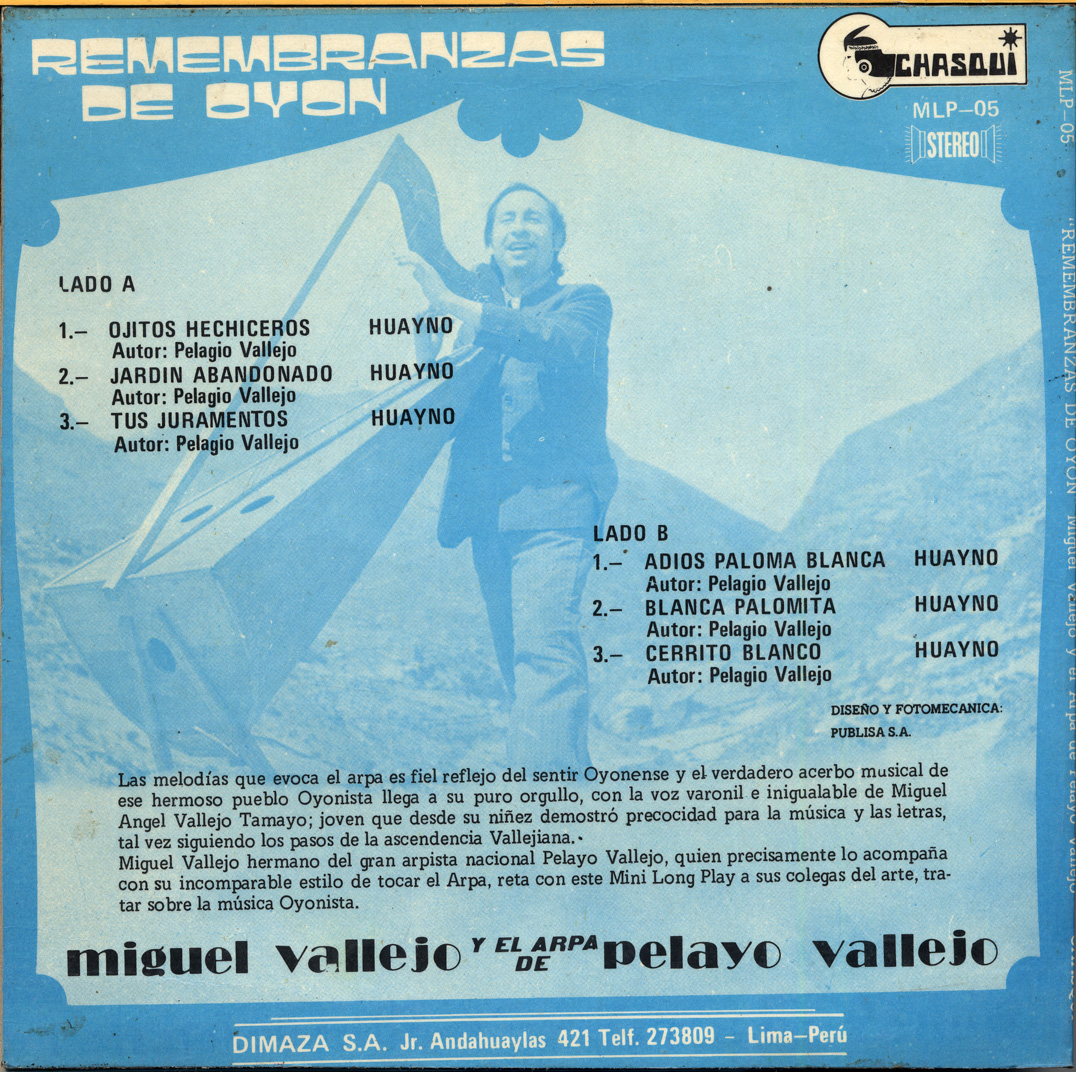 REMEMBRANZAS
DE OYON
CHASQUI
MLP—05
STEREO
LADO A
1.— OJITOS HECHICEROS HUAYNO
Autor: Pelagio Vallejo
2.— JARDIN ABANDONADO HUAYNO
Autor: Pelagio Vallejo
3.— TUS JURAMENTOS HUAYNO
Autor: Pelagio Vallejo
LADO B
1.— ADIOS PALOMA BLANCA HUAYNO
Autor: Pelagio Vallejo
2.— BLANCA PALOMITA HUAYNO
Autor: Pelagio Vallejo
3.— CERRITO BLANCO HUAYNO
Autor: Pelagio Vallejo
DISEÑO Y FOTOMECANICA:
PUBLISA S.A.
Las melodías que evoca el arpa es fiel reflejo del sentir Oyonense y el verdadero acerbo musical de
ese hermoso pueblo Oyonista llega a su puro orgullo, con la voz varonil e inigualable de Miguel
Angel Vallejo Tamayo; joven que desde su niñez demostró precocidad para la música y las letras,
tal vez siguiendo los pasos de la ascendencia Vallejiana.
Miguel Vallejo hermano del gran arpista nacional Pelayo Vallejo, quien precisamente lo acompaña
con su incomparable estilo de tocar el Arpa, reta con este Mini Long Play a sus colegas del arte, tra-
tar sobre la música Oyonista.
miguel vallejo Y EL ARPA DE pelayo vallejo
DIMAZA S.A. Jr. Andahuaylas 421 Telf. 273809 – Lima—Perú
MLP—05 "REMEMBRANZAS DE OYON Miguel Vallejo y el Arpa de Pelayo Vallejo